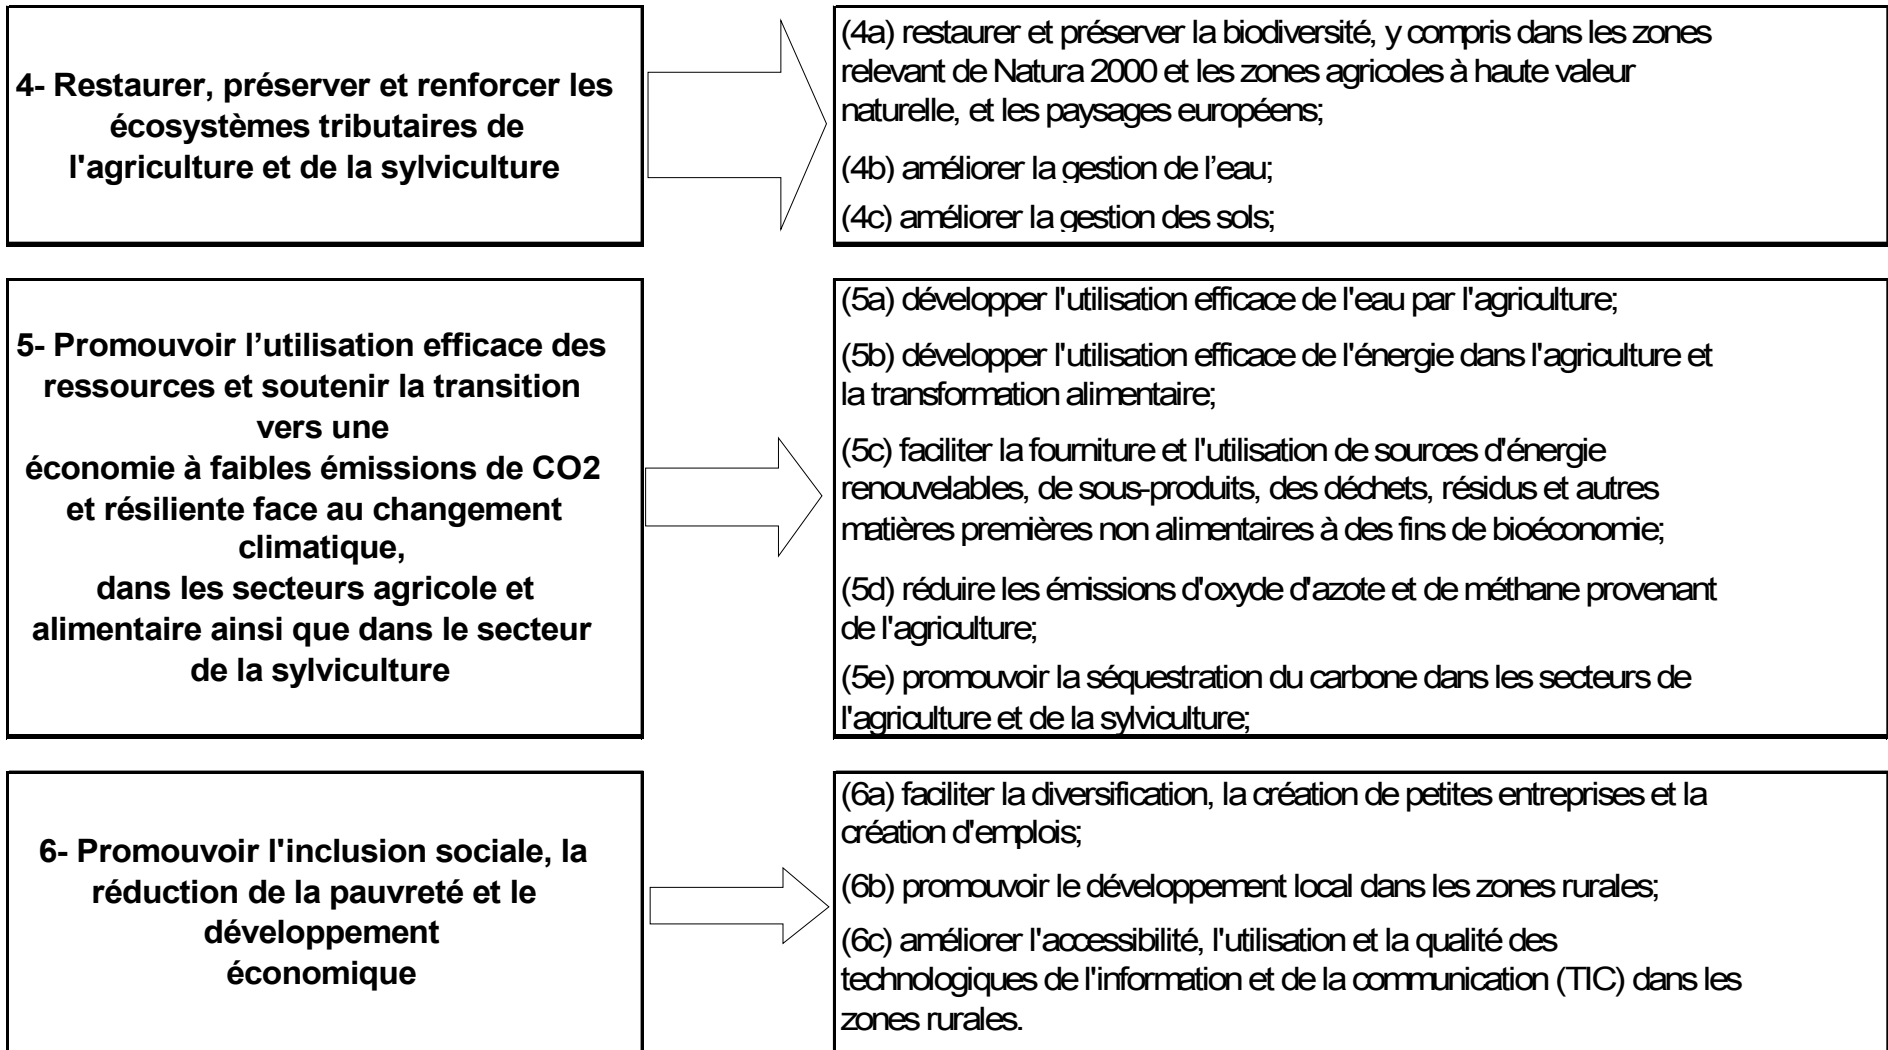 4- Restaurer, préserver et renforcer les
écosystèmes tributaires de
l'agriculture et de la sylviculture
(4a) restaurer et préserver la biodiversité, y compris dans les zones
relevant de Natura 2000 et les zones agricoles à haute valeur
naturelle, et les paysages européens;
(4b) améliorer la gestion de l’eau;
(4c) améliorer la gestion des sols;
5- Promouvoir l’utilisation efficace des
ressources et soutenir la transition
vers une
économie à faibles émissions de CO2
et résiliente face au changement
climatique,
dans les secteurs agricole et
alimentaire ainsi que dans le secteur
de la sylviculture
(5a) développer l'utilisation efficace de l'eau par l'agriculture;
(5b) développer l'utilisation efficace de l'énergie dans l'agriculture et
la transformation alimentaire;
(5c) faciliter la fourniture et l'utilisation de sources d'énergie
renouvelables, de sous-produits, des déchets, résidus et autres
matières premières non alimentaires à des fins de bioéconomie;
(5d) réduire les émissions d'oxyde d'azote et de méthane provenant
de l'agriculture;
(5e) promouvoir la séquestration du carbone dans les secteurs de
l'agriculture et de la sylviculture;
6- Promouvoir l'inclusion sociale, la
réduction de la pauvreté et le
développement
économique
(6a) faciliter la diversification, la création de petites entreprises et la
création d'emplois;
(6b) promouvoir le développement local dans les zones rurales;
(6c) améliorer l'accessibilité, l'utilisation et la qualité des
technologiques de l'information et de la communication (TIC) dans les
zones rurales.